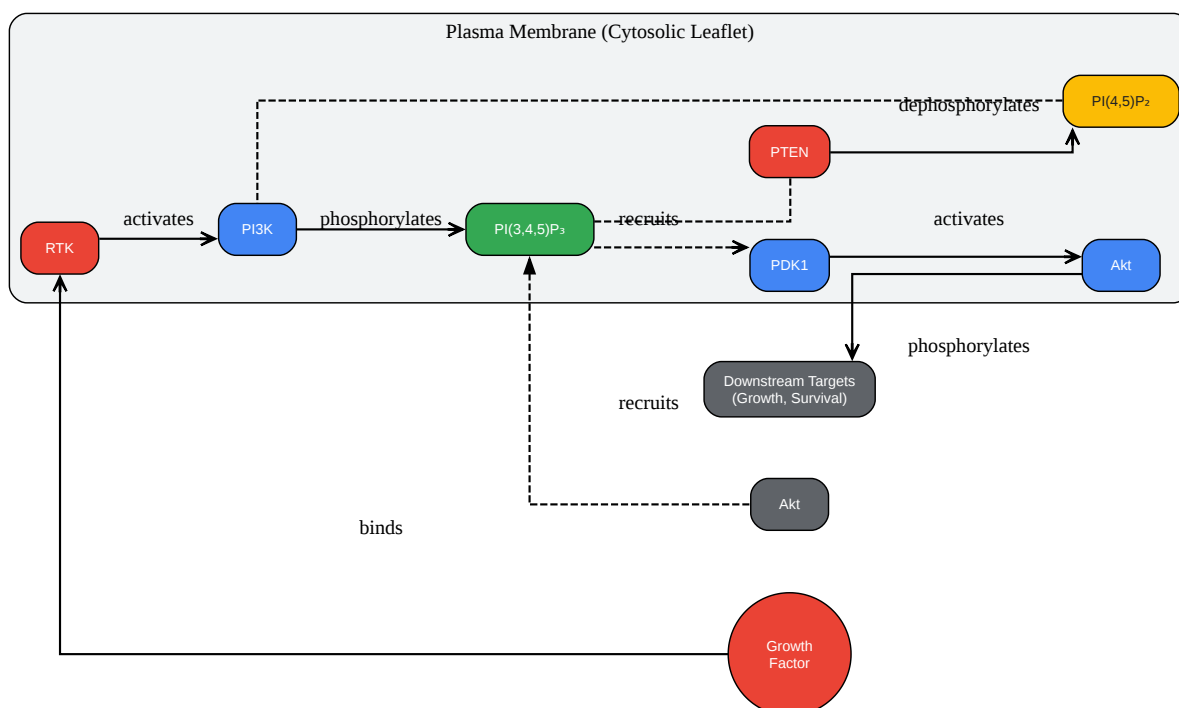 Plasma Membrane (Cytosolic Leaflet)
PI(4,5)P₂
dephosphorylates
PTEN
activates
phosphorylates
recruits
activates
RTK
PI3K
PI(3,4,5)P₃
PDK1
Akt
phosphorylates
Downstream Targets
(Growth, Survival)
recruits
Akt
binds
Growth
Factor